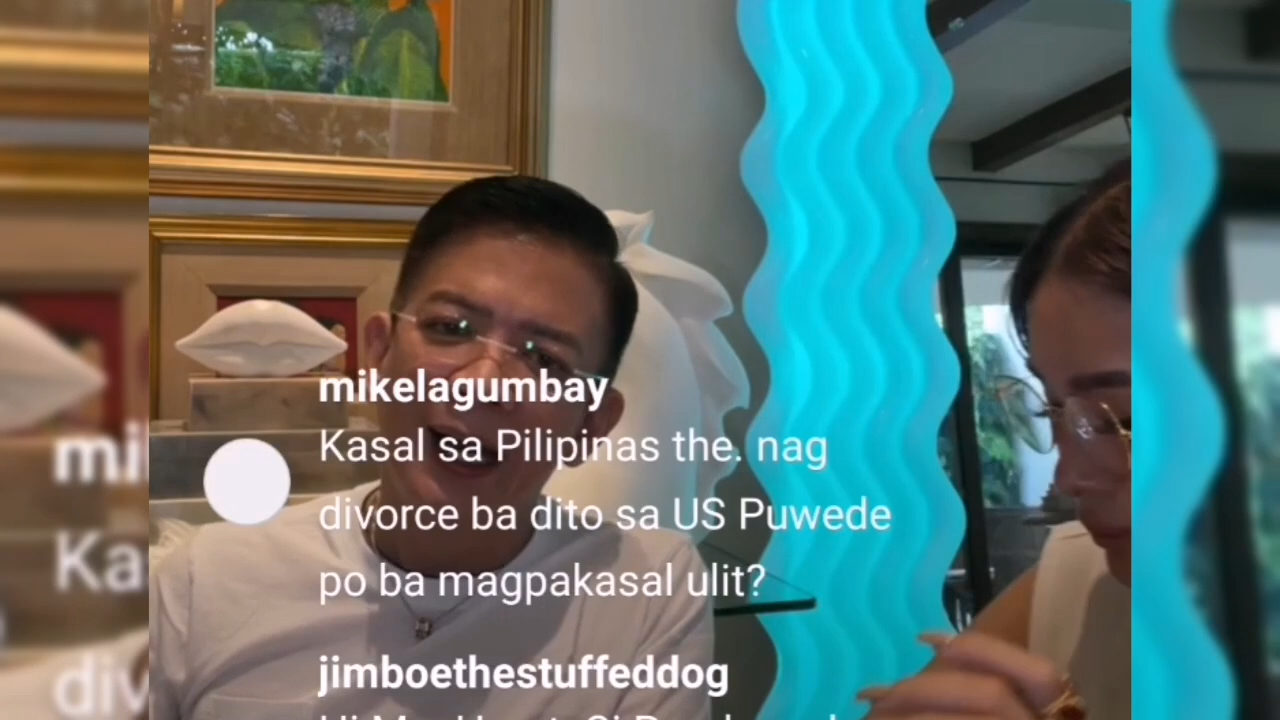 mikelagumbay
Kasal sa Pilipinas the. nag
divorce ba dito sa US Puwede
po ba magpakasal ulit?
jimboethestuffeddog